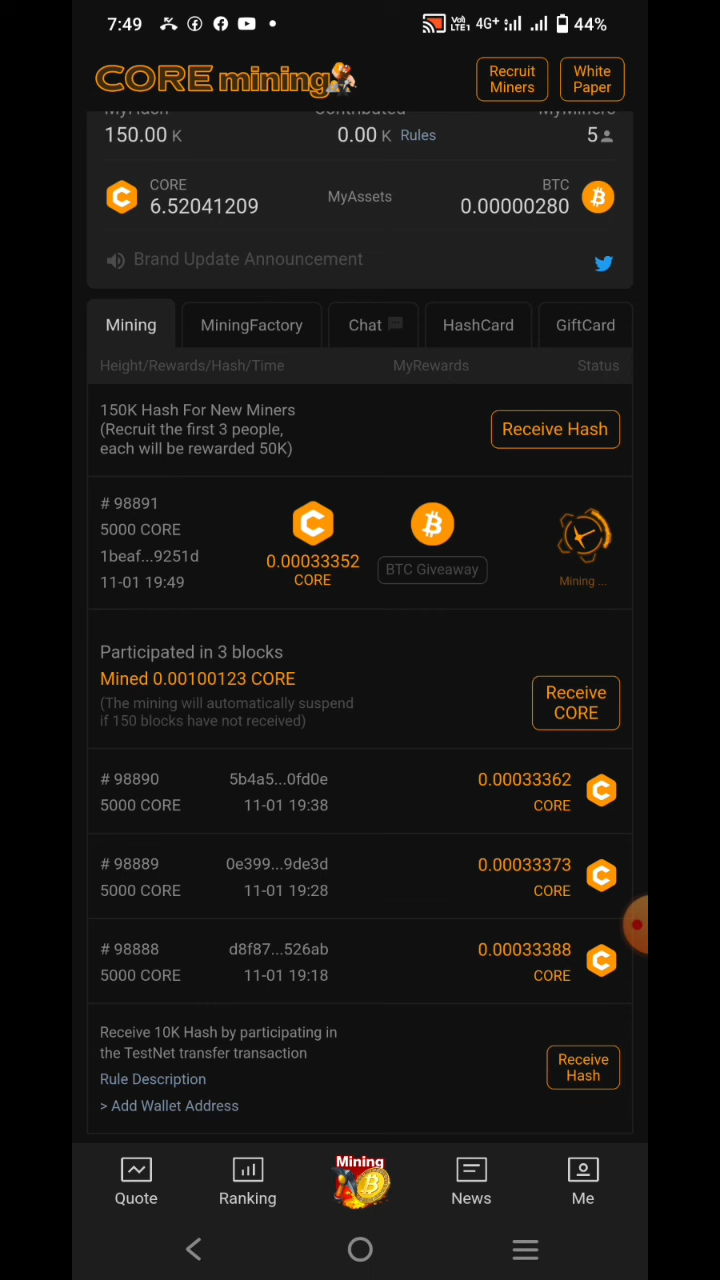 7:49 VoD LTE1 4G+ 44%
CORE mining
Recruit Miners
White Paper
MyHash Contributed MyMiners
150.00 K 0.00 K Rules 5
CORE MyAssets BTC
6.52041209 0.00000280
Brand Update Announcement
Mining MiningFactory Chat HashCard GiftCard
Height/Rewards/Hash/Time MyRewards Status
150K Hash For New Miners
(Recruit the first 3 people,
each will be rewarded 50K)
Receive Hash
# 98891
5000 CORE
1beaf...9251d
11-01 19:49
0.00033352
CORE
BTC Giveaway
Mining ...
Participated in 3 blocks
Mined 0.00100123 CORE
(The mining will automatically suspend
if 150 blocks have not received)
Receive
CORE
# 98890 5b4a5...0fd0e 0.00033362
5000 CORE 11-01 19:38 CORE
# 98889 0e399...9de3d 0.00033373
5000 CORE 11-01 19:28 CORE
# 98888 d8f87...526ab 0.00033388
5000 CORE 11-01 19:18 CORE
Receive 10K Hash by participating in
the TestNet transfer transaction
Rule Description
> Add Wallet Address
Receive
Hash
Mining
Quote Ranking News Me